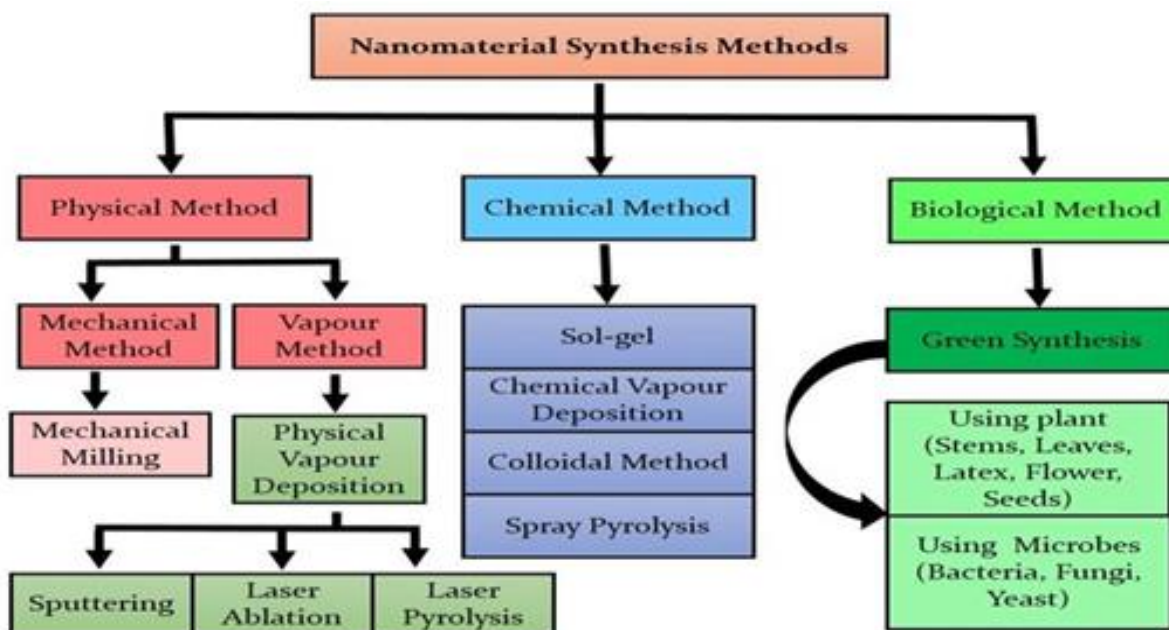 Nanomaterial Synthesis Methods
Physical Method
Chemical Method
Biological Method
Mechanical
Method
Vapour
Method
Mechanical
Milling
Physical
Vapour
Deposition
Sputtering
Laser
Ablation
Laser
Pyrolysis
Sol-gel
Chemical Vapour
Deposition
Colloidal Method
Spray Pyrolysis
Green Synthesis
Using plant
(Stems, Leaves,
Latex, Flower,
Seeds)
Using Microbes
(Bacteria, Fungi,
Yeast)